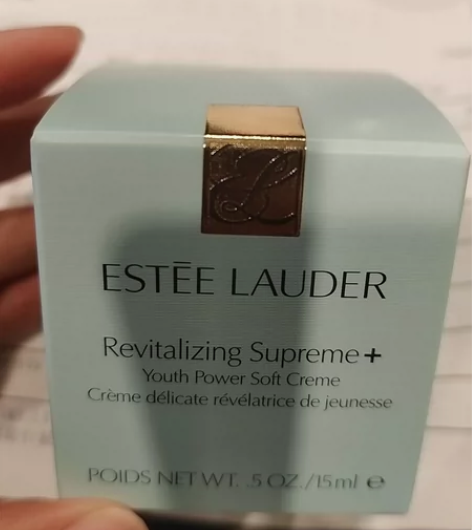 ESTĒE LAUDER
Revitalizing Supreme+
Youth Power Soft Creme
Crème délicate révélatrice de jeunesse
POIDS NET WT. .5 OZ./15ml e